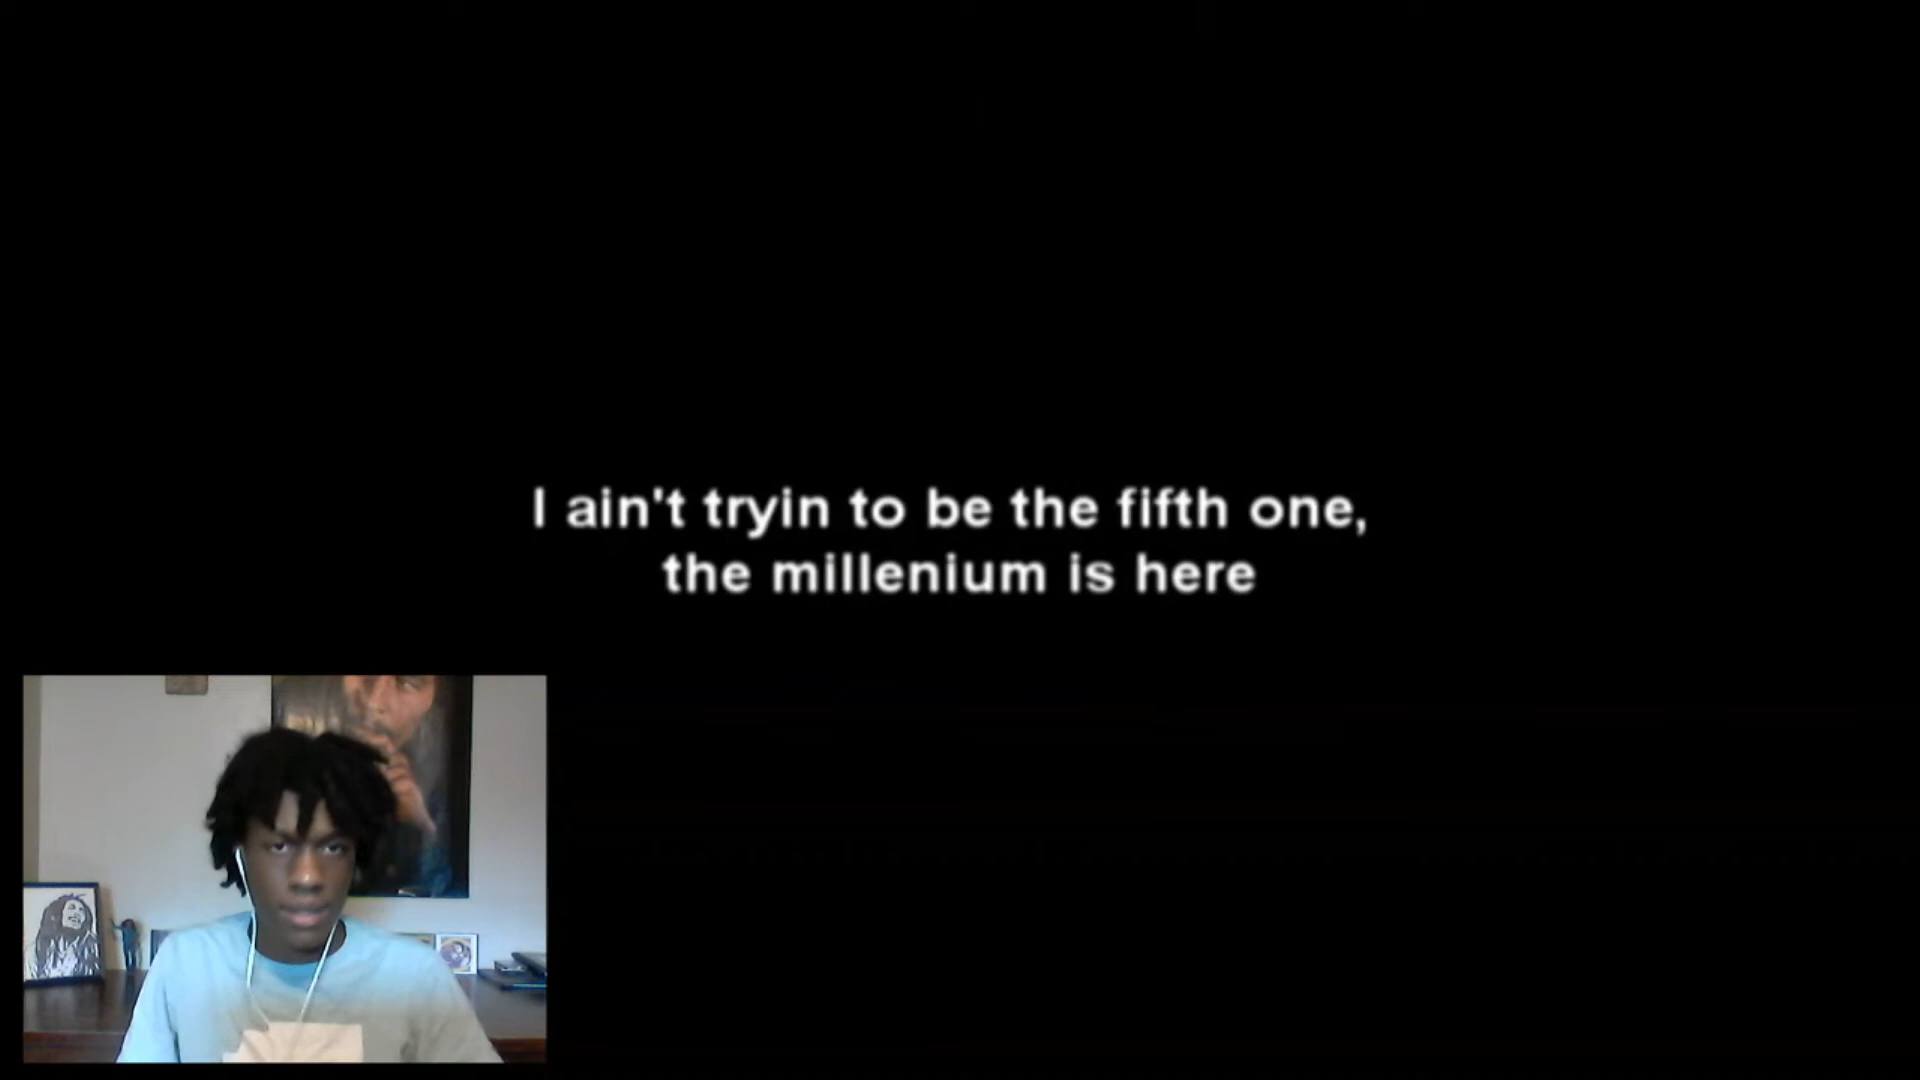 I ain't tryin to be the fifth one,
the millenium is here